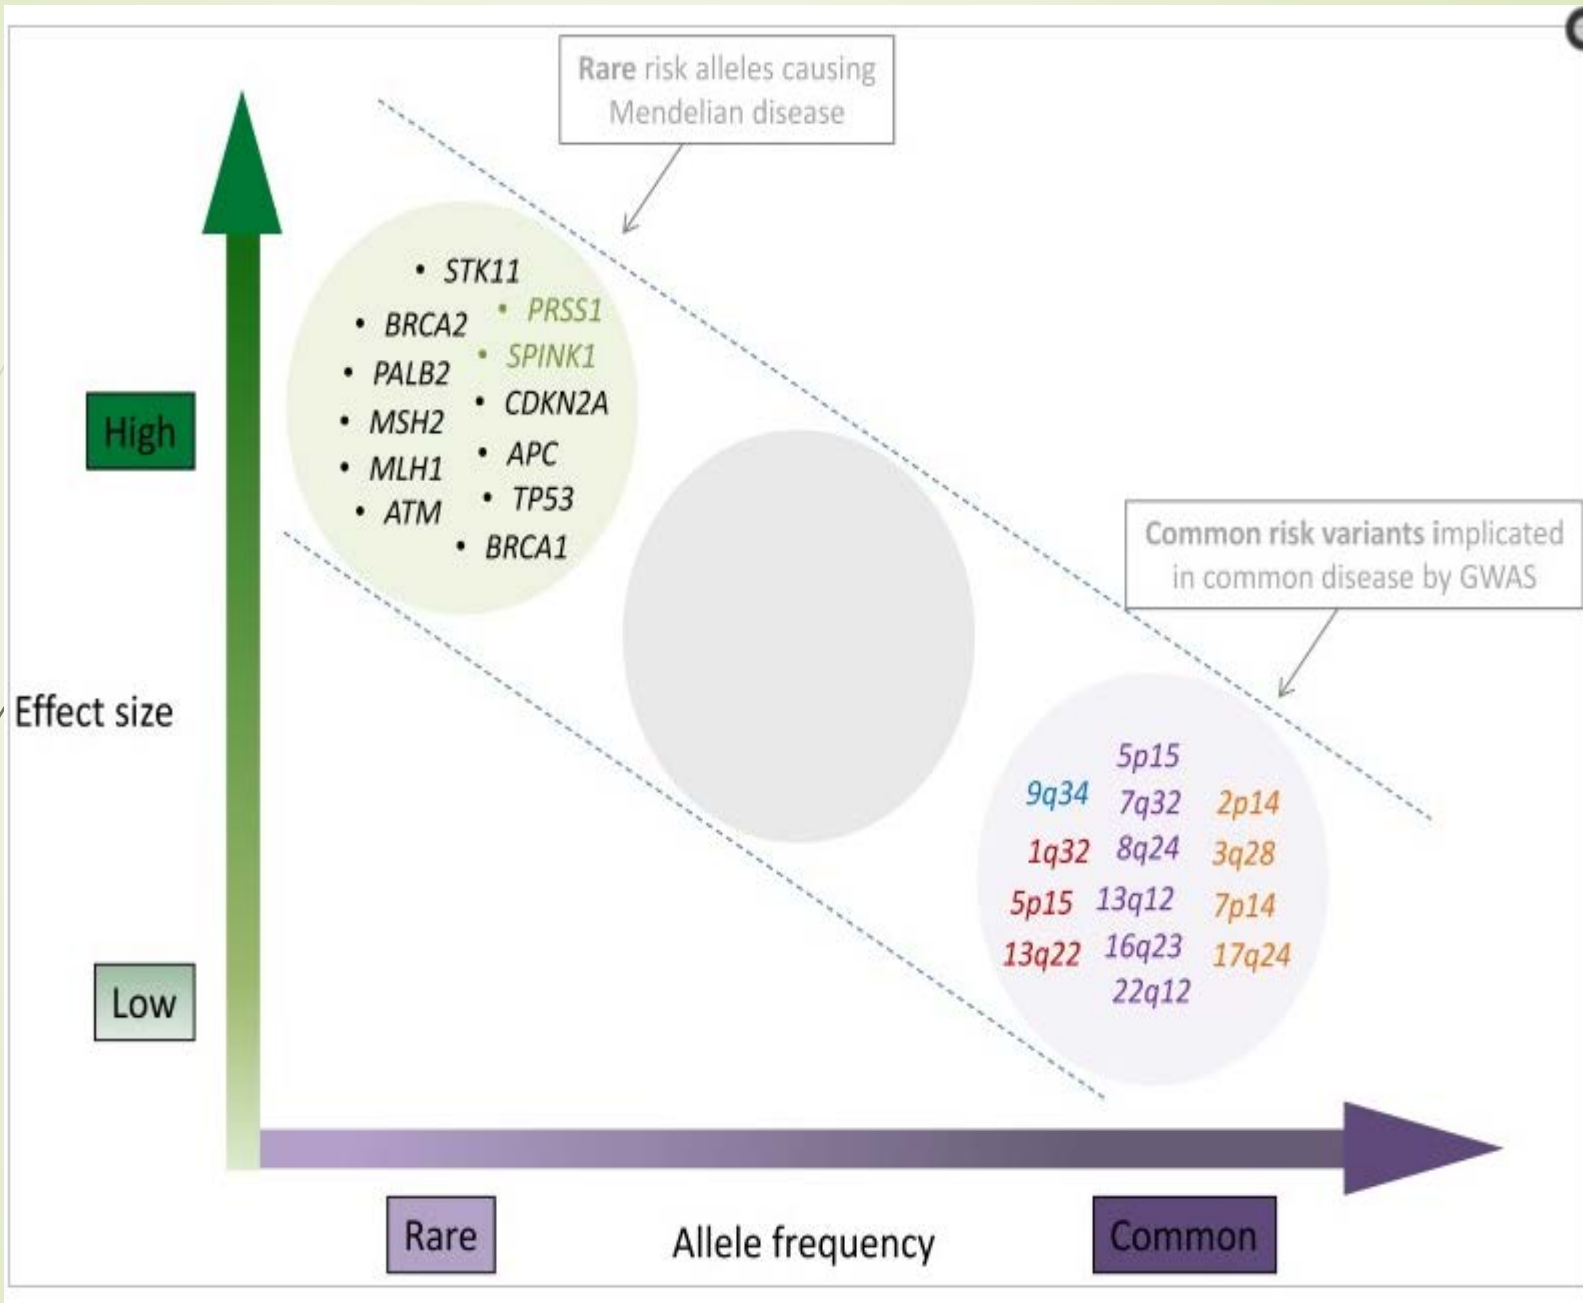 Rare risk alleles causing
Mendelian disease
• STK11
• PRSS1
• BRCA2
• SPINK1
• PALB2
• CDKN2A
• MSH2
• APC
• MLH1
• TP53
• ATM
• BRCA1
High
Common risk variants implicated
in common disease by GWAS
Effect size
5p15
9q34 7q32 2p14
1q32 8q24 3q28
5p15 13q12 7p14
13q22 16q23 17q24
22q12
Low
Rare
Allele frequency
Common